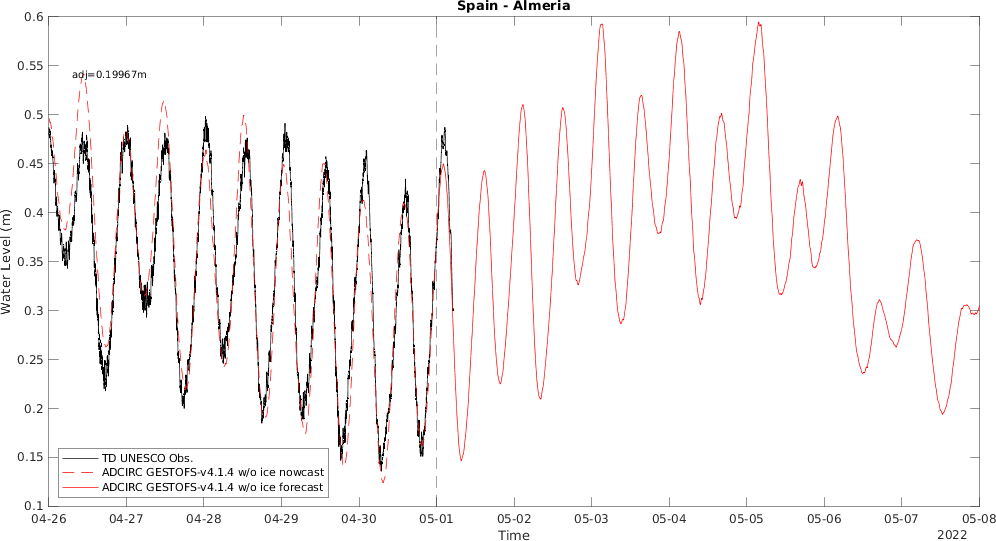 Spain - Almeria
0.6
0.55
0.5
0.45
0.4
0.35
0.3
0.25
0.2
0.15
0.1
Water Level (m)
adj=0.19967m
TD UNESCO Obs.
ADCIRC GESTOFS-v4.1.4 w/o ice nowcast
ADCIRC GESTOFS-v4.1.4 w/o ice forecast
04-26 04-27 04-28 04-29 04-30 05-01 05-02 05-03 05-04 05-05 05-06 05-07 05-08
Time
2022